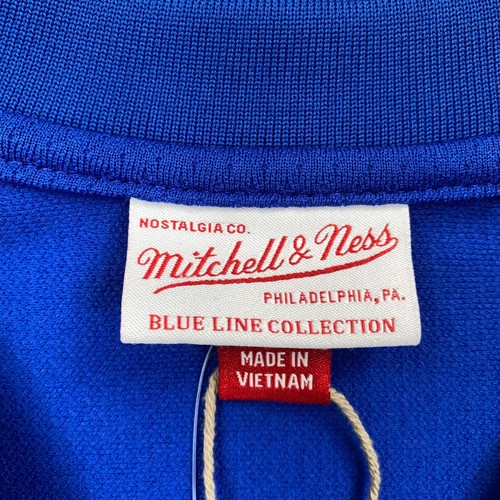 NOSTALGIA CO.
Mitchell & Ness
PHILADELPHIA, PA.
BLUE LINE COLLECTION
MADE IN
VIETNAM